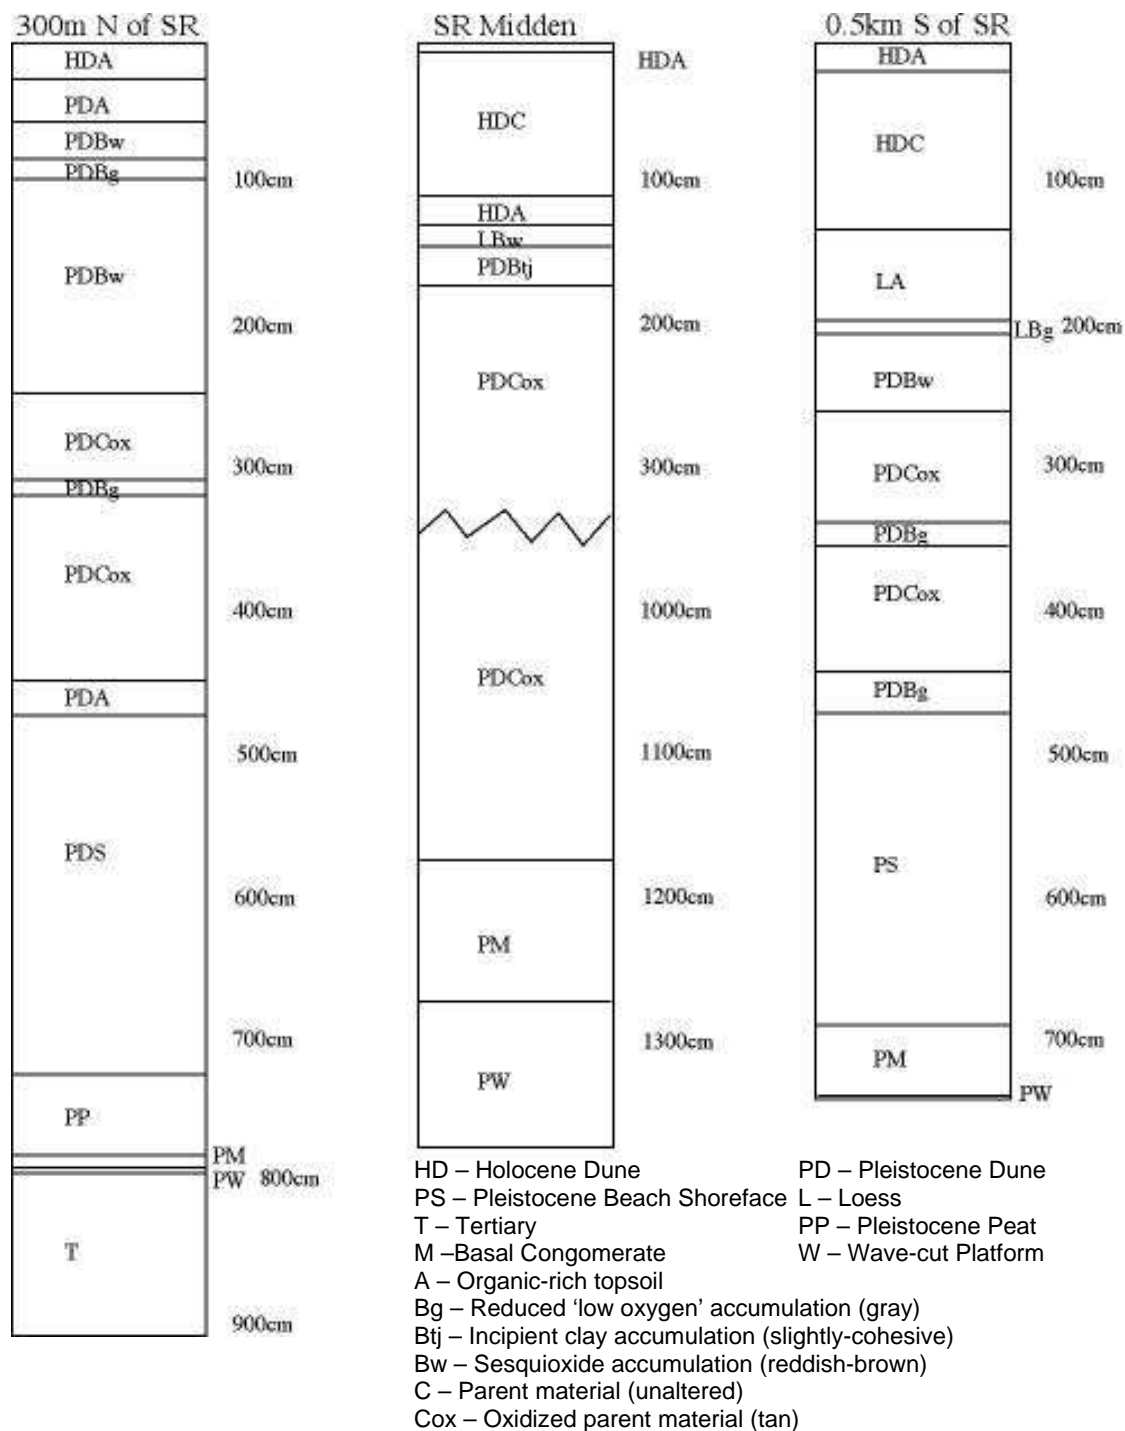 300m N of SR
HDA
PDA
PDBw
PDBg
100cm
PDBw
200cm
PDCox
300cm
PDBg
PDCox
400cm
PDA
500cm
PDS
600cm
700cm
PP
PM
PW 800cm
T
900cm
SR Midden
HDA
HDC
100cm
HDA
LBw
PDBtj
200cm
PDCox
300cm
1000cm
PDCox
1100cm
1200cm
PM
1300cm
PW
0.5km S of SR
HDA
HDC
100cm
LA
LBg 200cm
PDBw
300cm
PDCox
PDBg
PDCox
400cm
PDBg
500cm
PS
600cm
700cm
PM
PW
HD – Holocene Dune PD – Pleistocene Dune
PS – Pleistocene Beach Shoreface L – Loess
T – Tertiary PP – Pleistocene Peat
M –Basal Congomerate W – Wave-cut Platform
A – Organic-rich topsoil
Bg – Reduced ‘low oxygen’ accumulation (gray)
Btj – Incipient clay accumulation (slightly-cohesive)
Bw – Sesquioxide accumulation (reddish-brown)
C – Parent material (unaltered)
Cox – Oxidized parent material (tan)